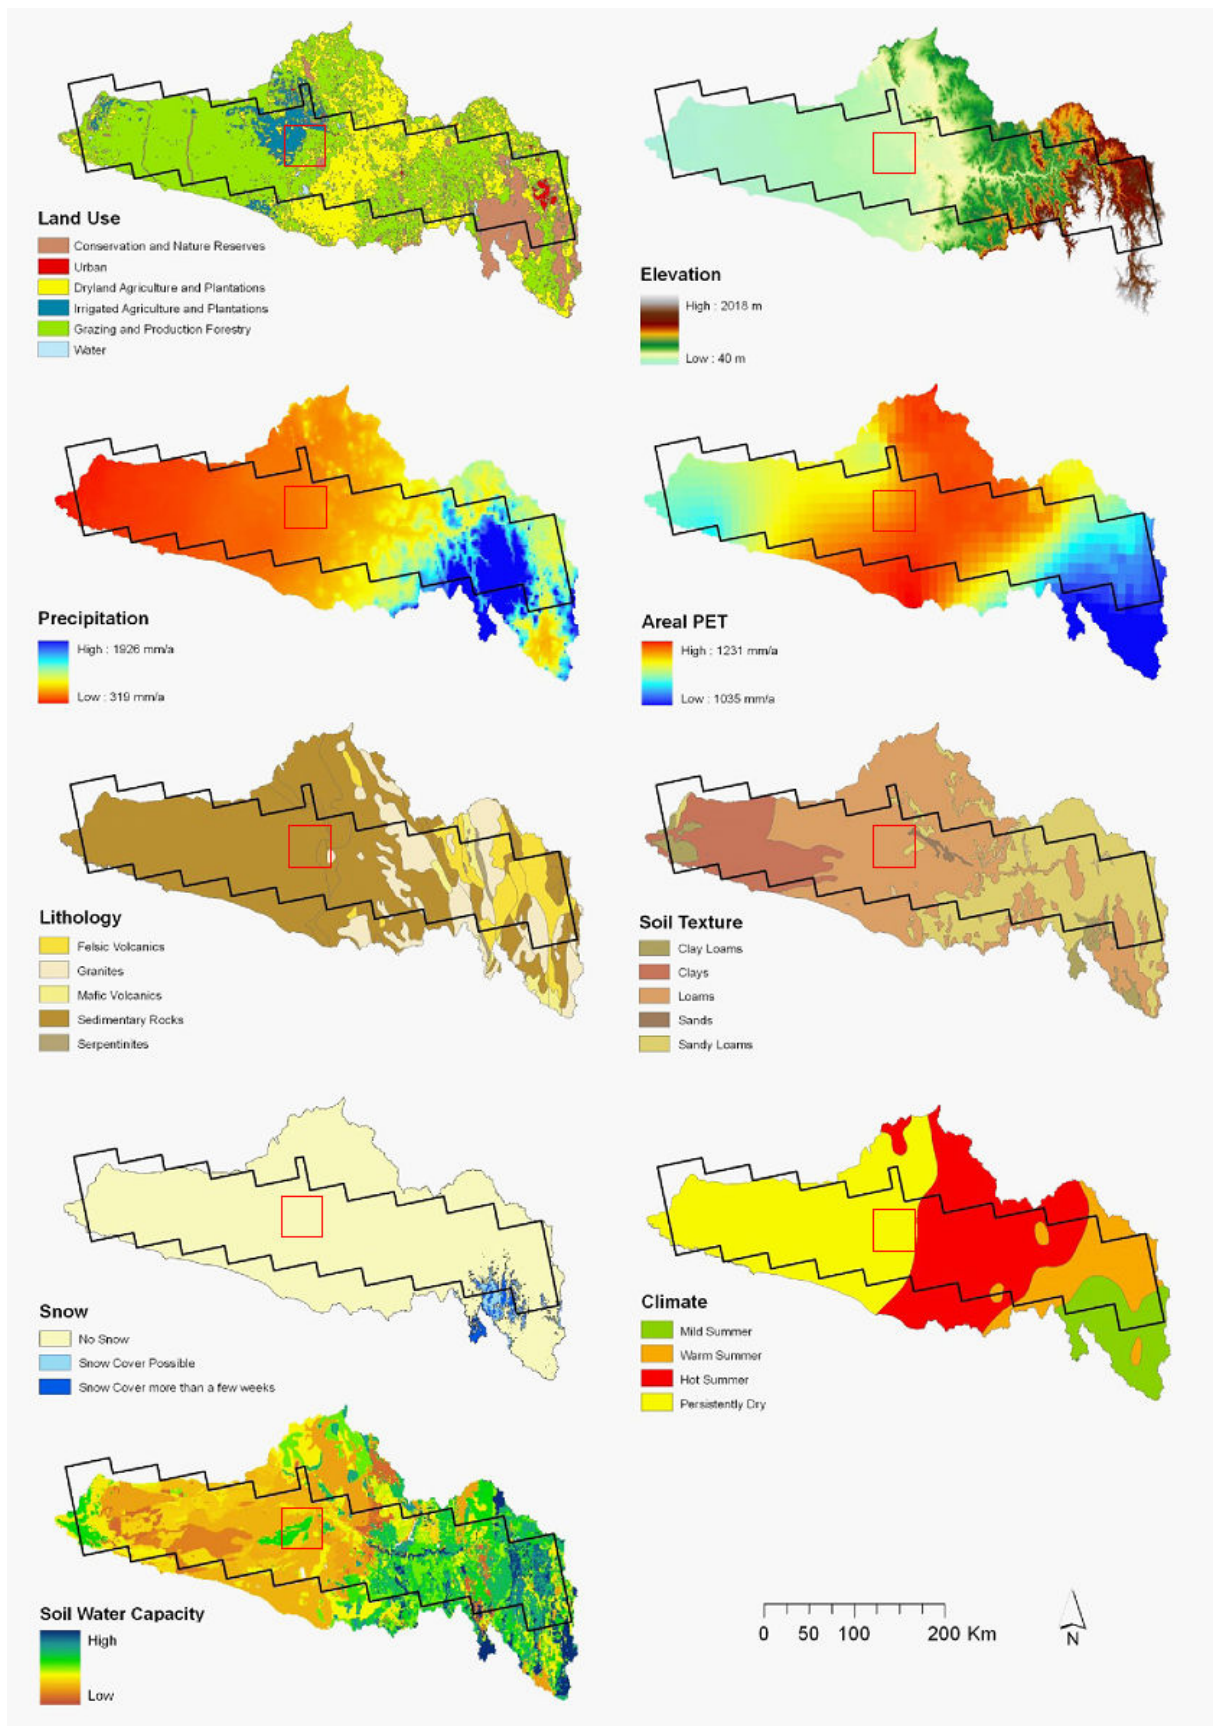 Land Use
Conservation and Nature Reserves
Urban
Dryland Agriculture and Plantations
Irrigated Agriculture and Plantations
Grazing and Production Forestry
Water
Elevation
High : 2018 m
Low : 40 m
Precipitation
High : 1926 mm/a
Low : 319 mm/a
Areal PET
High : 1231 mm/a
Low : 1035 mm/a
Lithology
Felsic Volcanics
Granites
Mafic Volcanics
Sedimentary Rocks
Serpentinites
Soil Texture
Clay Loams
Clays
Loams
Sands
Sandy Loams
Snow
No Snow
Snow Cover Possible
Snow Cover more than a few weeks
Climate
Mild Summer
Warm Summer
Hot Summer
Persistently Dry
Soil Water Capacity
High
Low
0 50 100 200 Km
N